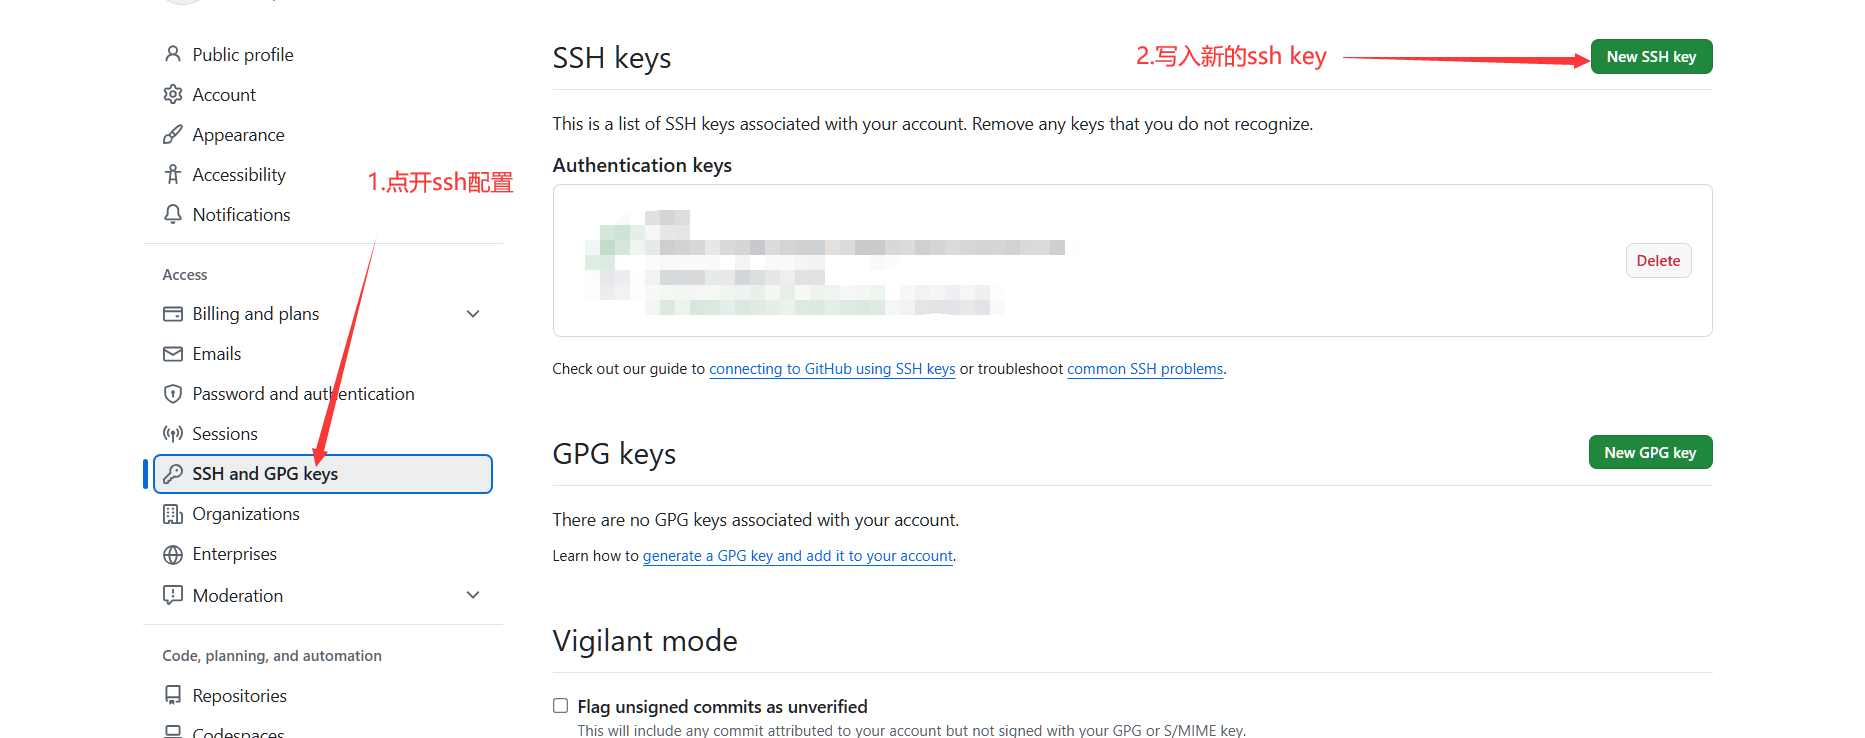 Public profile
Account
Appearance
Accessibility
Notifications
1.点开ssh配置
Access
Billing and plans
Emails
Password and authentication
Sessions
SSH and GPG keys
Organizations
Enterprises
Moderation
Code, planning, and automation
Repositories
Codespaces
SSH keys
2.写入新的ssh key
New SSH key
This is a list of SSH keys associated with your account. Remove any keys that you do not recognize.
Authentication keys
Delete
Check out our guide to connecting to GitHub using SSH keys or troubleshoot common SSH problems.
GPG keys
New GPG key
There are no GPG keys associated with your account.
Learn how to generate a GPG key and add it to your account.
Vigilant mode
Flag unsigned commits as unverified
This will include any commit attributed to your account but not signed with your GPG or S/MIME key.